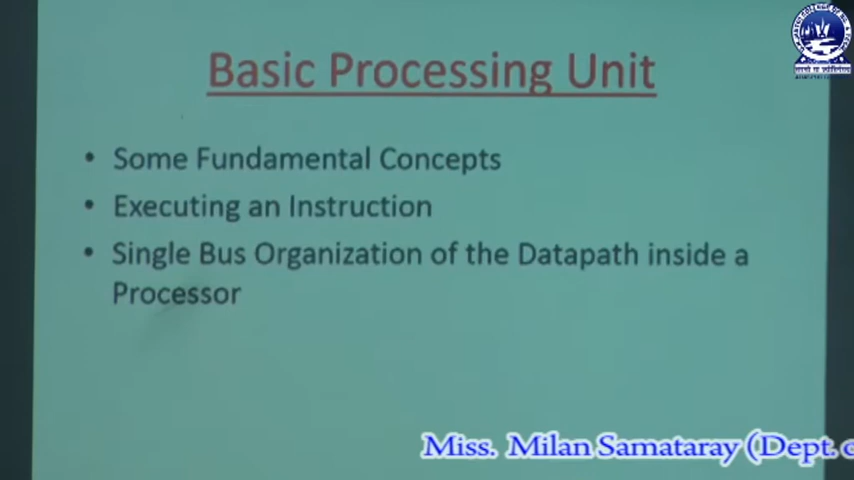 Basic Processing Unit
• Some Fundamental Concepts
• Executing an Instruction
• Single Bus Organization of the Datapath inside a
Processor
Miss. Milan Samataray (Dept.